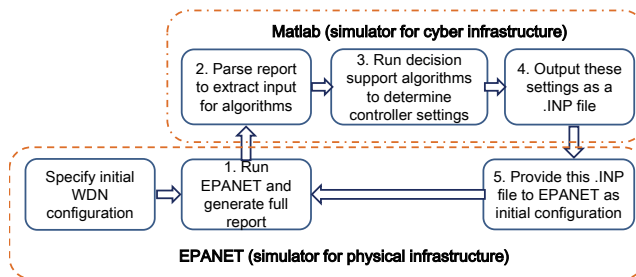 Matlab (simulator for cyber infrastructure)
2. Parse report
to extract input
for algorithms
3. Run decision
support algorithms
to determine
controller settings
4. Output these
settings as a
.INP file
Specify initial
WDN
configuration
1. Run
EPANET and
generate full
report
5. Provide this .INP
file to EPANET as
initial configuration
EPANET (simulator for physical infrastructure)